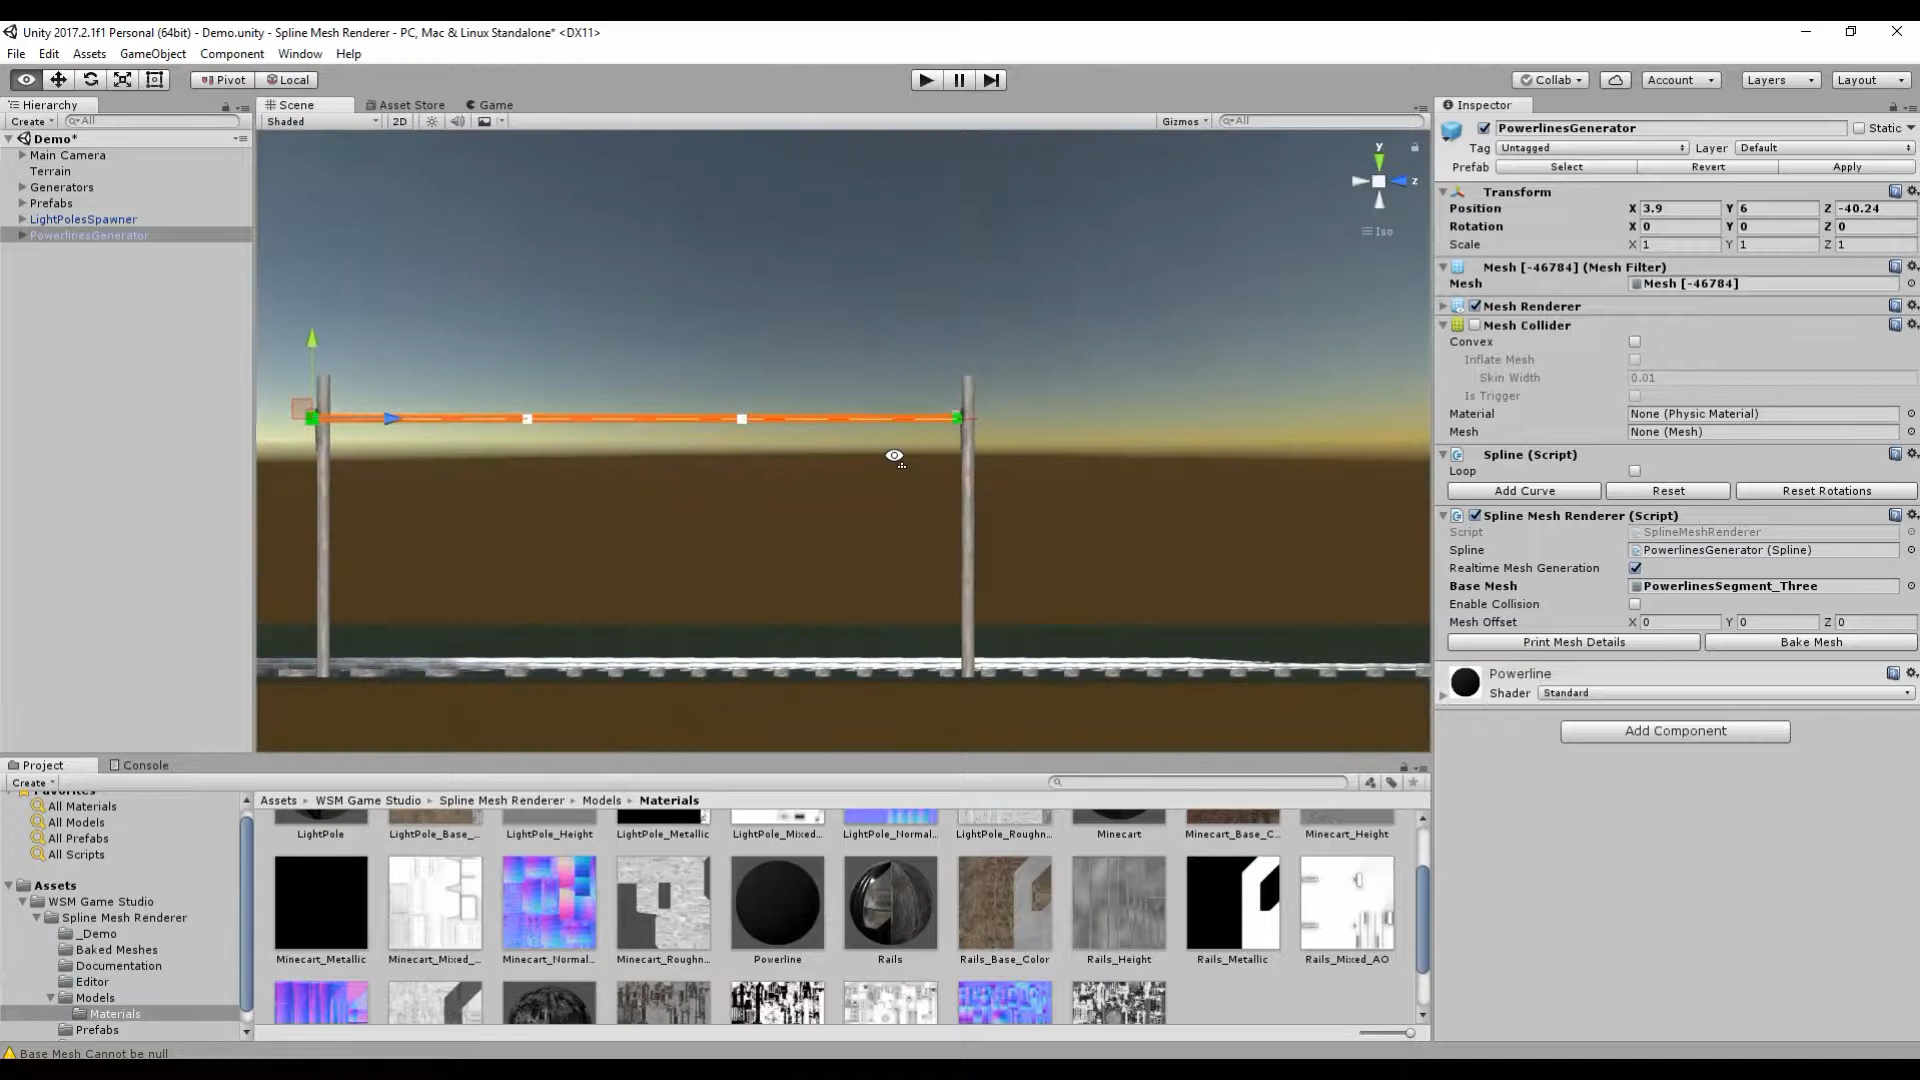 Unity 2017.2.1f1 Personal (64bit) - Demo.unity - Spline Mesh Renderer - PC, Mac & Linux Standalone* <DX11>
File Edit Assets GameObject Component Window Help
Pivot Local Collab Account Layers Layout
Hierarchy
Create All
Demo*
Main Camera
Terrain
Generators
Prefabs
LightPolesSpawner
PowerlinesGenerator
Scene Asset Store Game
Shaded 2D Gizmos All
y
z
Iso
Inspector
PowerlinesGenerator Static
Tag Untagged Layer Default
Prefab Select Revert Apply
Transform
Position X 3.9 Y 6 Z -40.24
Rotation X 0 Y 0 Z 0
Scale X 1 Y 1 Z 1
Mesh [-46784] (Mesh Filter)
Mesh Mesh [-46784]
Mesh Renderer
Mesh Collider
Convex
Inflate Mesh
Skin Width 0.01
Is Trigger
Material None (Physic Material)
Mesh None (Mesh)
Spline (Script)
Loop
Add Curve Reset Reset Rotations
Spline Mesh Renderer (Script)
Script SplineMeshRenderer
Spline PowerlinesGenerator (Spline)
Realtime Mesh Generation
Base Mesh PowerlinesSegment_Three
Enable Collision
Mesh Offset X 0 Y 0 Z 0
Print Mesh Details Bake Mesh
Powerline
Shader Standard
Add Component
Project Console
Create
Favorites
All Materials
All Models
All Prefabs
All Scripts
Assets
WSM Game Studio
Spline Mesh Renderer
_Demo
Baked Meshes
Documentation
Editor
Models
Materials
Prefabs
Assets WSM Game Studio Spline Mesh Renderer Models Materials
LightPole LightPole_Base_... LightPole_Height LightPole_Metallic LightPole_Mixed... LightPole_Normal... LightPole_Roughn... Minecart Minecart_Base_C... Minecart_Height
Minecart_Metallic Minecart_Mixed_... Minecart_Normal... Minecart_Roughn... Powerline Rails Rails_Base_Color Rails_Height Rails_Metallic Rails_Mixed_AO
Base Mesh Cannot be null